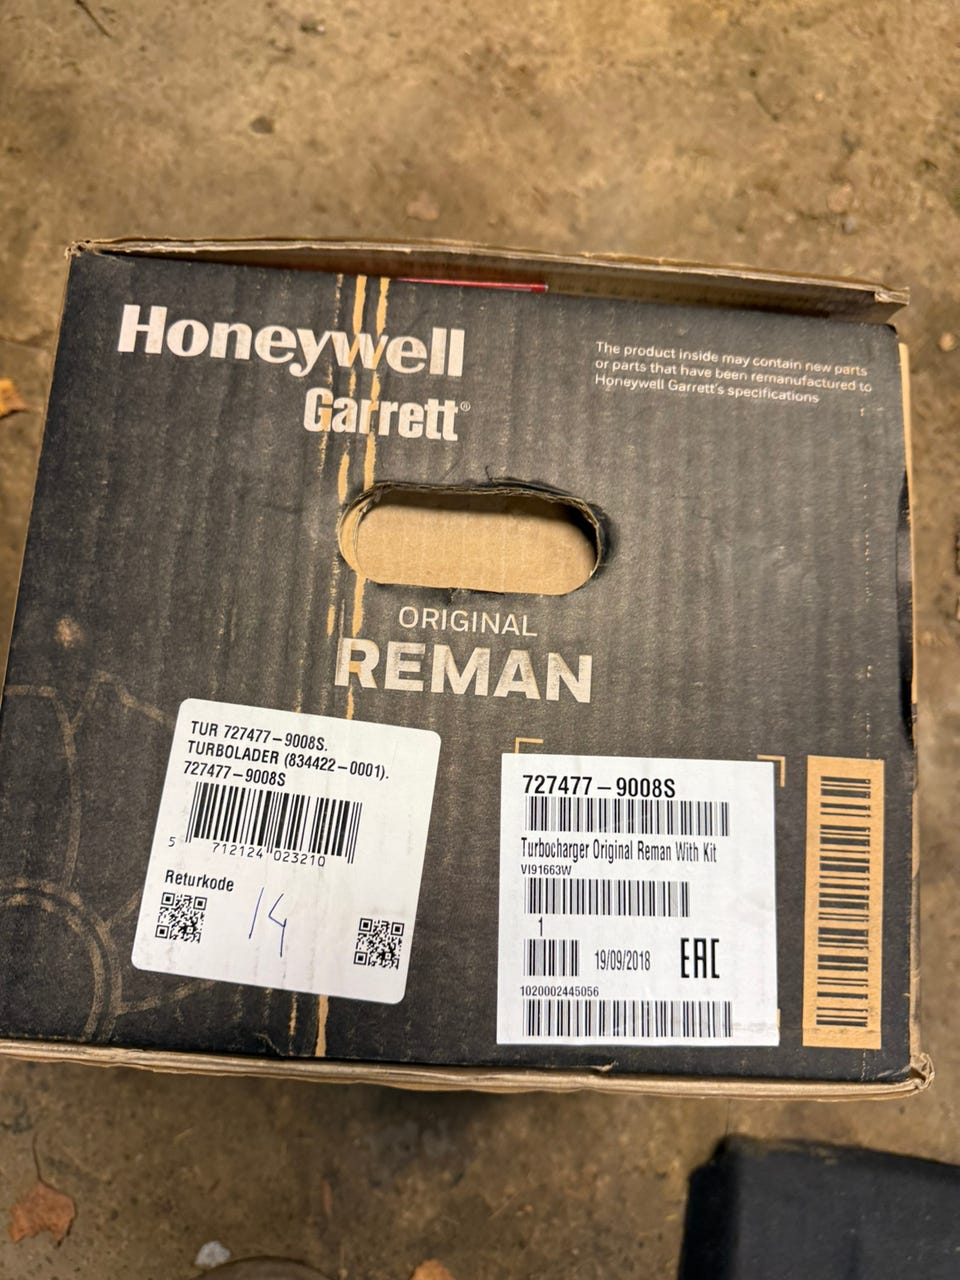 Honeywell
Garrett®
The product inside may contain new parts
or parts that have been remanufactured to
Honeywell Garrett's specifications
ORIGINAL
REMAN
TUR 727477-9008S.
TURBOLADER (834422-0001).
727477-9008S
5 712124 023210
Returkode
14
727477-9008S
Turbocharger Original Reman With Kit
VI91663W
1
19/09/2018
EAC
1020002445056